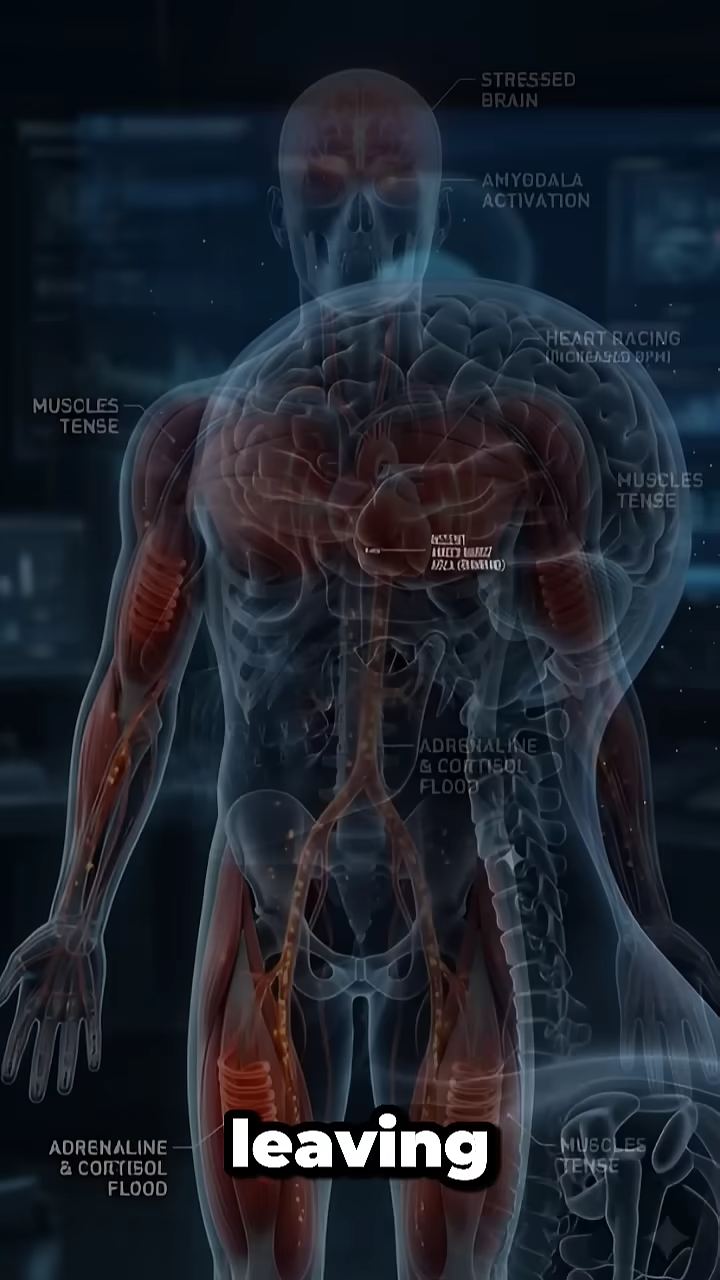 STRESSED
BRAIN
AMYODALA
ACTIVATION
HEART RACING
MUSCLES
TENSE
MUSCLES
TENSE
ADRENALINE
& CORTISOL
FLOOD
leaving
ADRENALINE
& CORTISOL
FLOOD
MUSCLES
TENSE